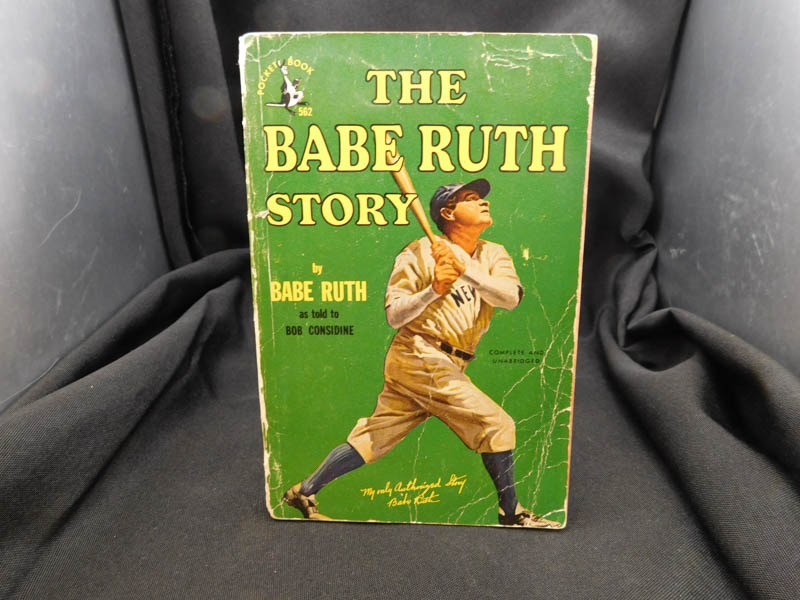 POCKET BOOK
562
THE
BABE RUTH
STORY
by
BABE RUTH
as told to
BOB CONSIDINE
NEW
COMPLETE AND
UNABRIDGED
My only Authorized Story
Babe Ruth